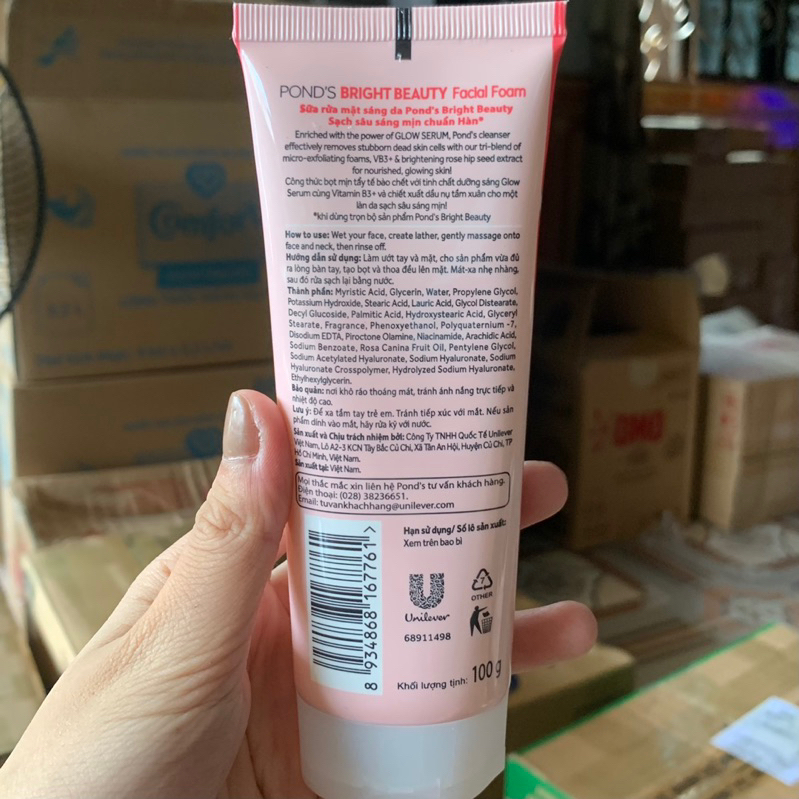 POND'S BRIGHT BEAUTY Facial Foam
Sữa rửa mặt sáng da Pond's Bright Beauty
Sạch sâu sáng mịn chuẩn Hàn*
Enriched with the power of GLOW SERUM, Pond's cleanser
effectively removes stubborn dead skin cells with our tri-blend of
micro-exfoliating foams, VB3+ & brightening rose hip seed extract
for nourished, glowing skin!
Công thức bọt mịn tẩy tế bào chết với tinh chất dưỡng sáng Glow
Serum cùng Vitamin B3+ và chiết xuất dầu nụ tầm xuân cho một
làn da sạch sâu sáng mịn!
*khi dùng trọn bộ sản phẩm Pond's Bright Beauty
How to use: Wet your face, create lather, gently massage onto
face and neck, then rinse off.
Hướng dẫn sử dụng: Làm ướt tay và mặt, cho sản phẩm vừa đủ
ra lòng bàn tay, tạo bọt và thoa đều lên mặt. Mát-xa nhẹ nhàng,
sau đó rửa sạch lại bằng nước.
Thành phần: Myristic Acid, Glycerin, Water, Propylene Glycol,
Potassium Hydroxide, Stearic Acid, Lauric Acid, Glycol Distearate,
Decyl Glucoside, Palmitic Acid, Hydroxystearic Acid, Glyceryl
Stearate, Fragrance, Phenoxyethanol, Polyquaternium -7,
Disodium EDTA, Piroctone Olamine, Niacinamide, Arachidic Acid,
Sodium Benzoate, Rosa Canina Fruit Oil, Pentylene Glycol,
Sodium Acetylated Hyaluronate, Sodium Hyaluronate, Sodium
Hyaluronate Crosspolymer, Hydrolyzed Sodium Hyaluronate,
Ethylhexylglycerin.
Bảo quản: nơi khô ráo thoáng mát, tránh ánh nắng trực tiếp và
nhiệt độ cao.
Lưu ý: Để xa tầm tay trẻ em. Tránh tiếp xúc với mắt. Nếu sản
phẩm dính vào mắt, hãy rửa kỹ với nước.
Sản xuất và Chịu trách nhiệm bởi: Công Ty TNHH Quốc Tế Unilever
Việt Nam, Lô A2-3 KCN Tây Bắc Củ Chi, Xã Tân An Hội, Huyện Củ Chi, TP
Hồ Chí Minh, Việt Nam.
Sản xuất tại: Việt Nam.
Mọi thắc mắc xin liên hệ Pond's tư vấn khách hàng.
Điện thoại: (028) 38236651.
Email: tuvankhachhang@unilever.com
Hạn sử dụng/ Số lô sản xuất:
Xem trên bao bì
8 934868 167761 >
7
OTHER
Unilever
68911498
Khối lượng tịnh: 100 g
Comfort
OMO